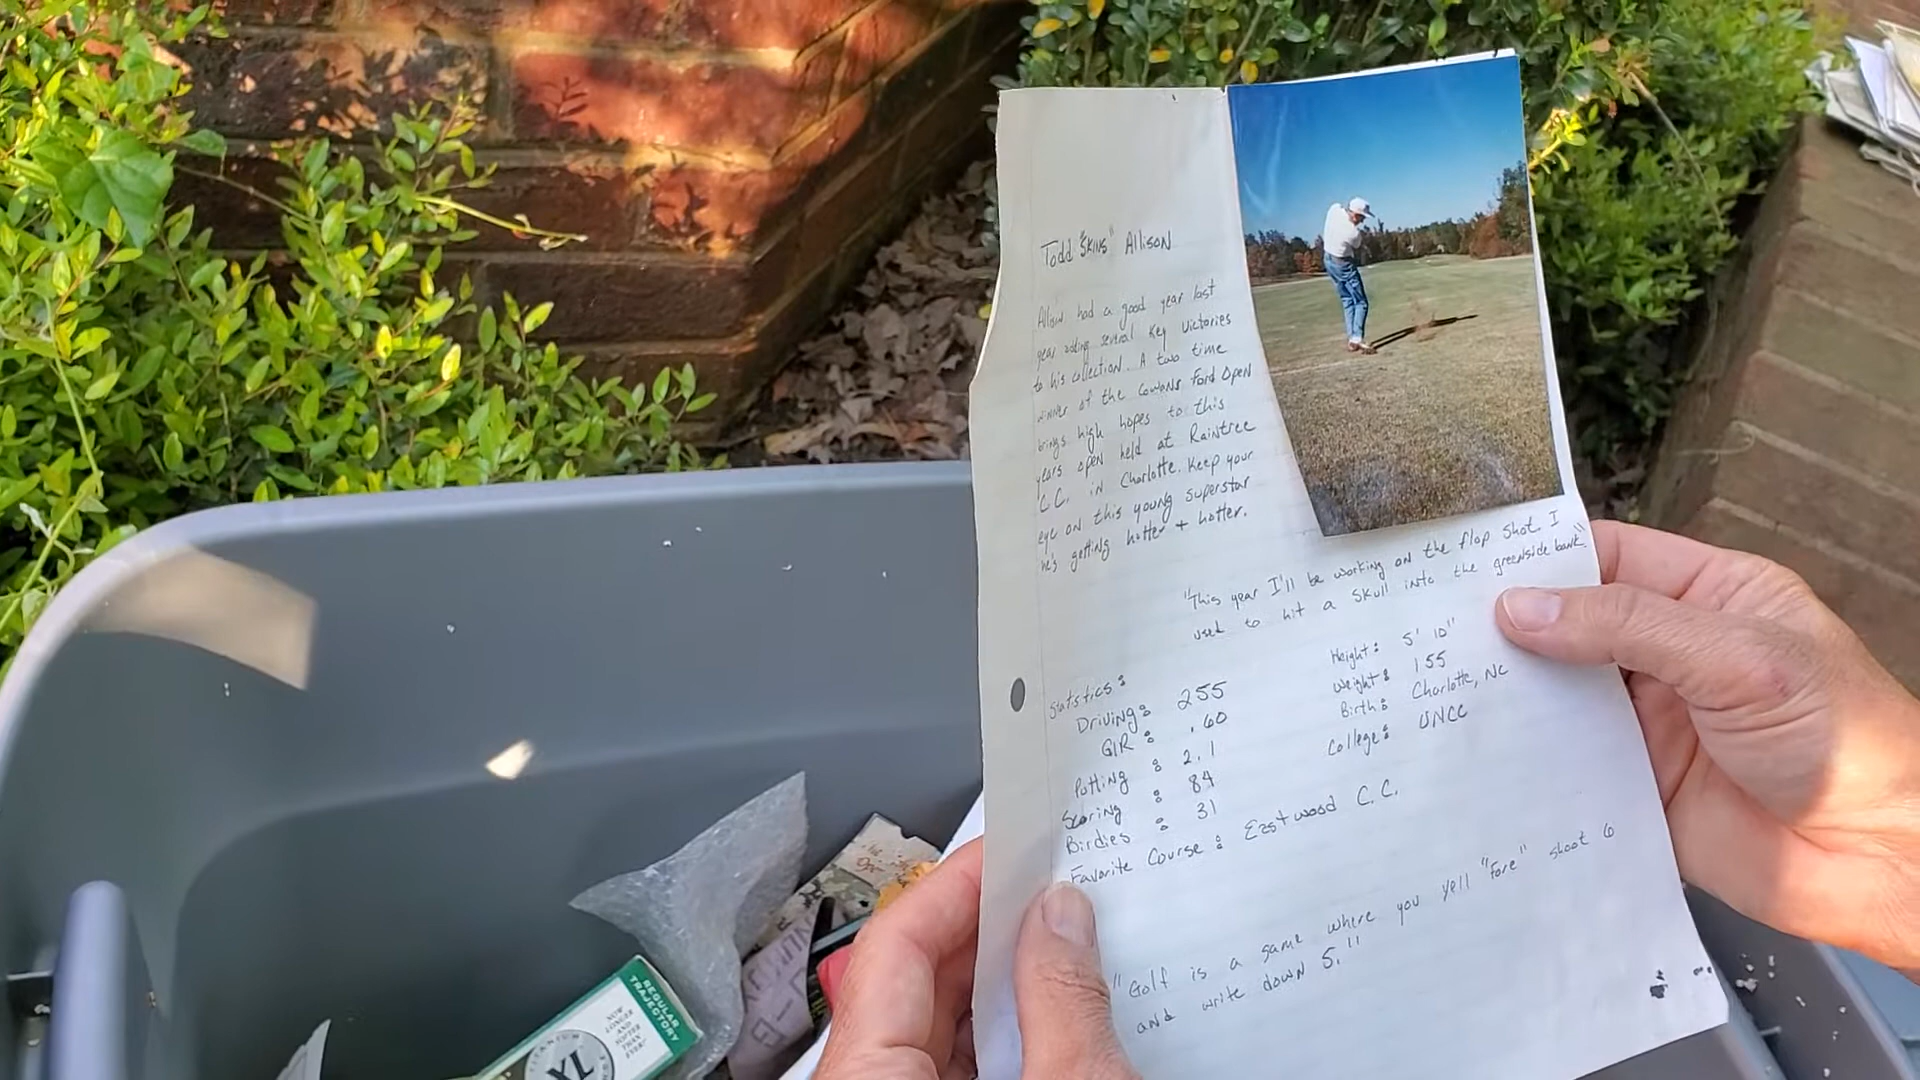 Todd "SKINS" Allison
Allison had a good year last
year adding several key victories
to his collection. A two time
winner of the Cowans Ford Open
brings high hopes to this
years open held at Raintree
C.C. in Charlotte. Keep your
eye on this young superstar
he's getting hotter + hotter.
"This year I'll be working on the flop shot. I
used to hit a skull into the greenside bank."
Statistics:
Driving: 255
GIR: .60
Putting: 2.1
Scoring: 84
Birdies: 31
Favorite Course: Eastwood C.C.
Height: 5' 10"
Weight: 155
Birth: Charlotte, NC
College: UNCC
"Golf is a game where you yell "Fore" shoot 6
and write down 5."
REGULAR
TRAJECTORY
NOW
LONGER
AND
SOFTER
THAN
EVER!
TITANIUM
XL